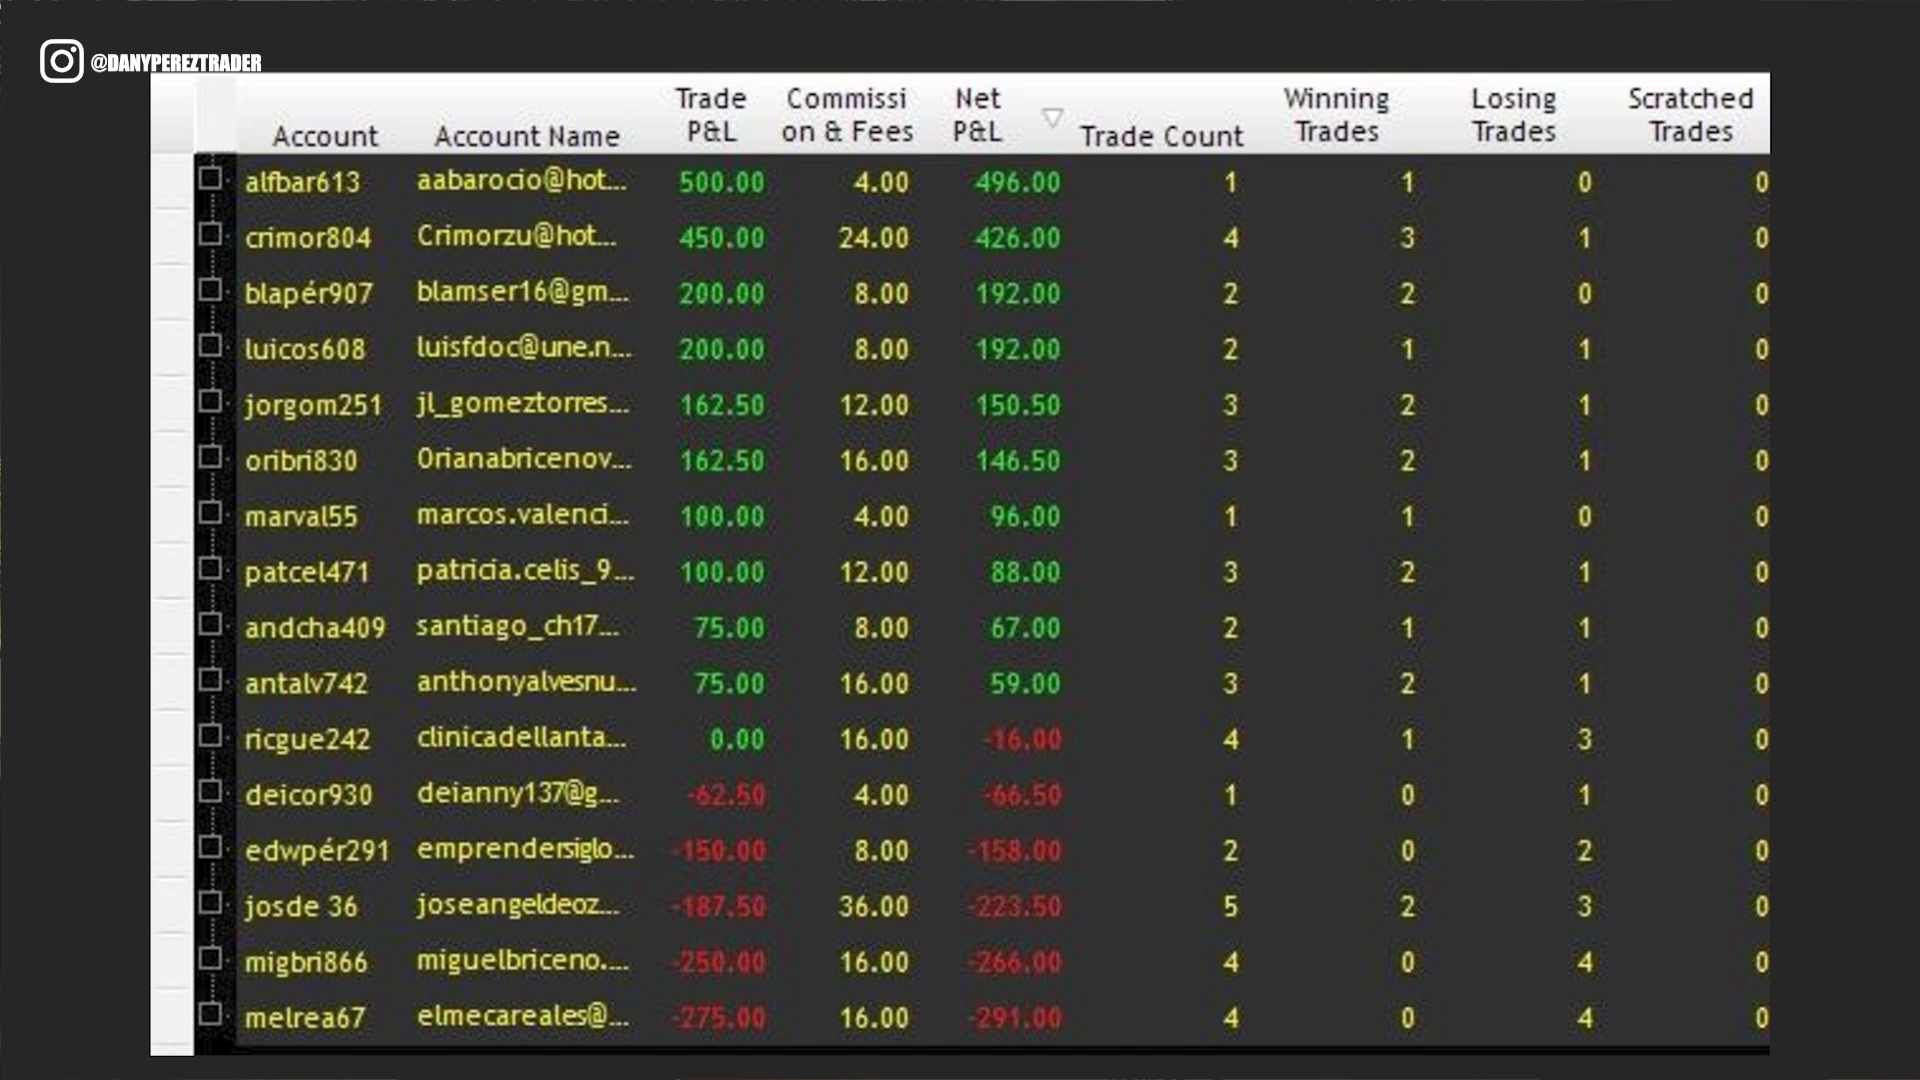 @DANYPEREZTRADER
Account Account Name Trade P&L Commissi on & Fees Net P&L Trade Count Winning Trades Losing Trades Scratched Trades
alfbar613 aabarocio@hot... 500.00 4.00 496.00 1 1 0 0
crimor804 Crimorzu@hot... 450.00 24.00 426.00 4 3 1 0
blapér907 blamser16@gm... 200.00 8.00 192.00 2 2 0 0
luicos608 luisfdoc@une.n... 200.00 8.00 192.00 2 1 1 0
jorgom251 jl_gomeztorres... 162.50 12.00 150.50 3 2 1 0
oribri830 0rianabricenov... 162.50 16.00 146.50 3 2 1 0
marval55 marcos.valenci... 100.00 4.00 96.00 1 1 0 0
patcel471 patricia.celis_9... 100.00 12.00 88.00 3 2 1 0
andcha409 santiago_ch17... 75.00 8.00 67.00 2 1 1 0
antalv742 anthonyalvesnu... 75.00 16.00 59.00 3 2 1 0
ricgue242 clinicadellanta... 0.00 16.00 -16.00 4 1 3 0
deicor930 deianny137@g... -62.50 4.00 -66.50 1 0 1 0
edwpér291 emprendersiglo... -150.00 8.00 -158.00 2 0 2 0
josde 36 joseangeldeoz... -187.50 36.00 -223.50 5 2 3 0
migbri866 miguelbriceno.... -250.00 16.00 -266.00 4 0 4 0
melrea67 elmecareales@... -275.00 16.00 -291.00 4 0 4 0